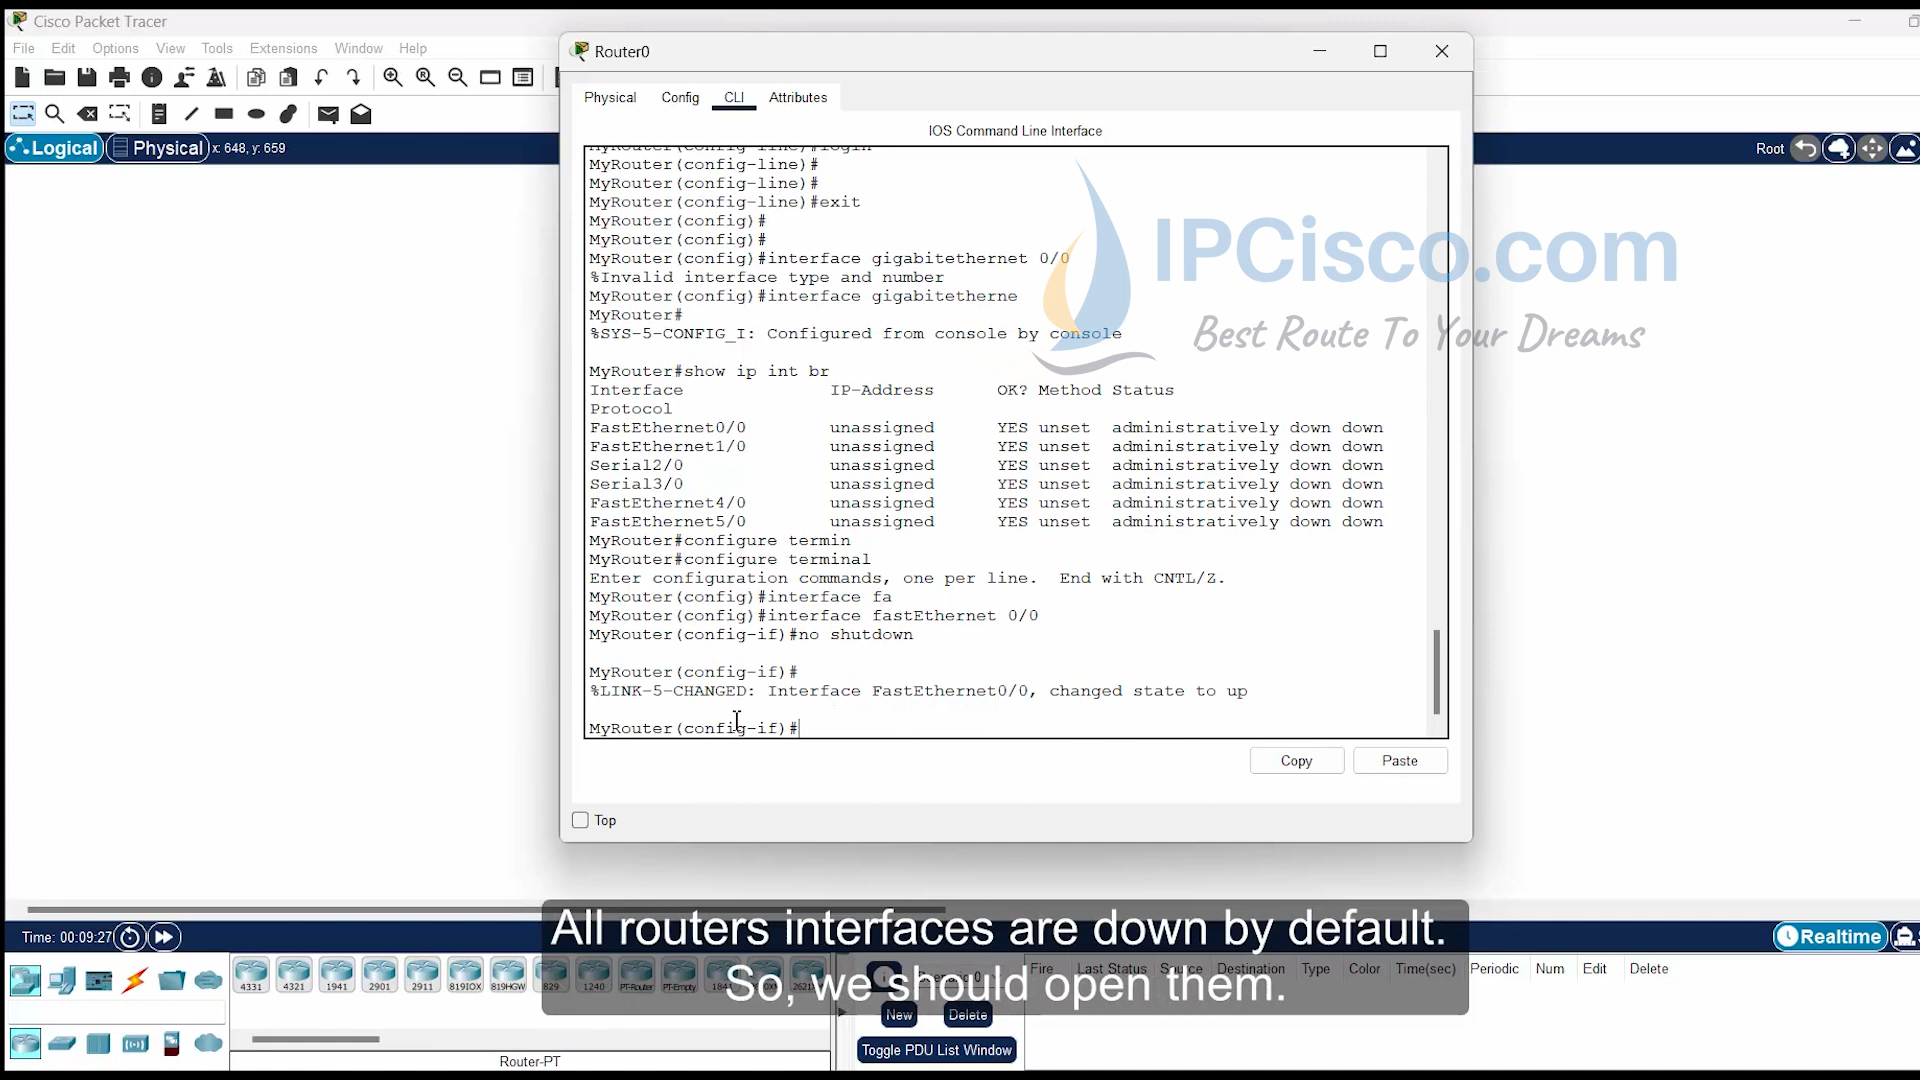 Cisco Packet Tracer
File Edit Options View Tools Extensions Window Help
Logical Physical x: 648, y: 659
Root
Router0
Physical Config CLI Attributes
IOS Command Line Interface
MyRouter(config-line)#login
MyRouter(config-line)#
MyRouter(config-line)#
MyRouter(config-line)#exit
MyRouter(config)#
MyRouter(config)#
MyRouter(config)#interface gigabitethernet 0/0
%Invalid interface type and number
MyRouter(config)#interface gigabitetherne
MyRouter#
%SYS-5-CONFIG_I: Configured from console by console
MyRouter#show ip int br
Interface IP-Address OK? Method Status
Protocol
FastEthernet0/0 unassigned YES unset administratively down down
FastEthernet1/0 unassigned YES unset administratively down down
Serial2/0 unassigned YES unset administratively down down
Serial3/0 unassigned YES unset administratively down down
FastEthernet4/0 unassigned YES unset administratively down down
FastEthernet5/0 unassigned YES unset administratively down down
MyRouter#configure termin
MyRouter#configure terminal
Enter configuration commands, one per line. End with CNTL/Z.
MyRouter(config)#interface fa
MyRouter(config)#interface fastEthernet 0/0
MyRouter(config-if)#no shutdown
MyRouter(config-if)#
%LINK-5-CHANGED: Interface FastEthernet0/0, changed state to up
MyRouter(config-if)#
IPCisco.com
Best Route To Your Dreams
Copy Paste
Top
All routers interfaces are down by default.
So, we should open them.
Time: 00:09:27
Realtime
4331 4321 1941 2901 2911 819IOX 819HGW 829 1240 PT-Router PT-Empty
Fire Last Status Source Destination Type Color Time(sec) Periodic Num Edit Delete
New Delete
Toggle PDU List Window
Router-PT